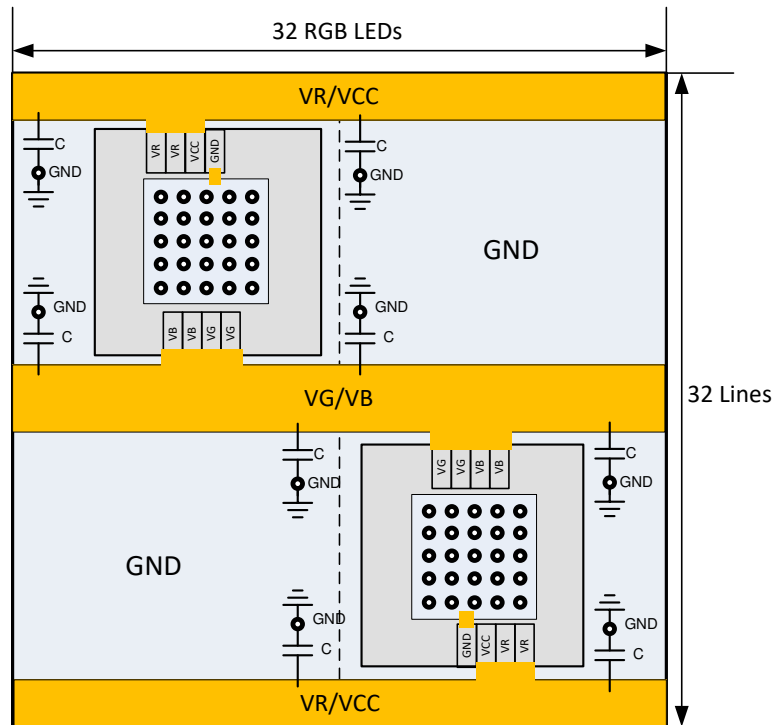 32 RGB LEDs
VR/VCC
C
GND
VR
VR
VCC
GND
C
GND
GND
GND
C
VB
VB
VG
VG
GND
C
VG/VB
32 Lines
C
GND
VG
VG
VB
VB
C
GND
GND
GND
C
GND
VCC
VR
VR
GND
C
VR/VCC